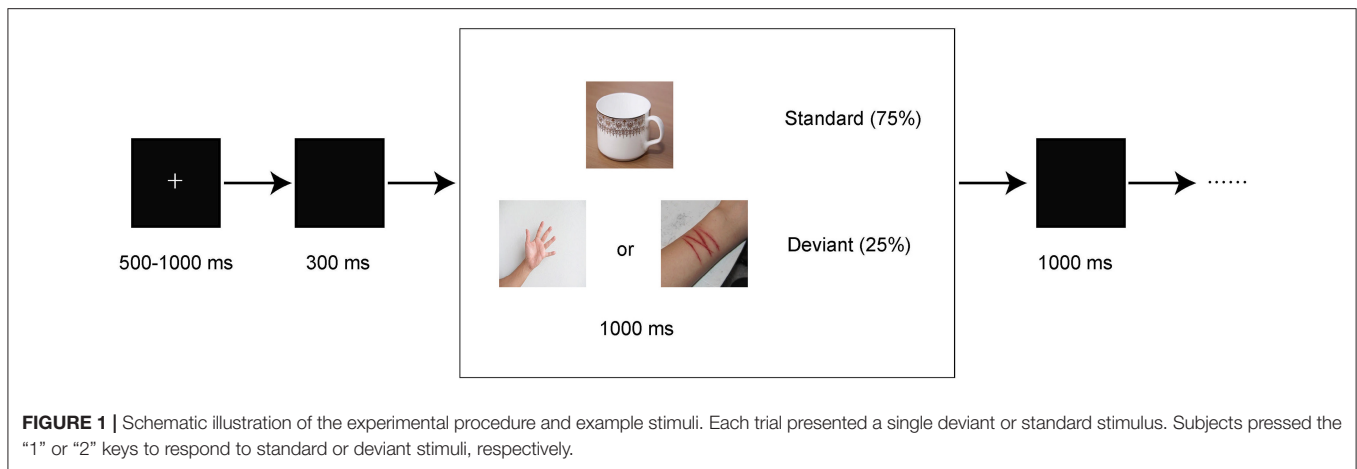 Standard (75%)
+
500-1000 ms
300 ms
or
Deviant (25%)
1000 ms
1000 ms
......
FIGURE 1 | Schematic illustration of the experimental procedure and example stimuli. Each trial presented a single deviant or standard stimulus. Subjects pressed the
“1” or “2” keys to respond to standard or deviant stimuli, respectively.